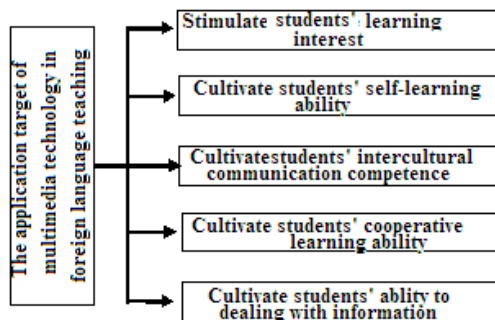 The application target of
multimedia technology in
foreign language teaching
Stimulate students' learning
interest
Cultivate students' self-learning
ability
Cultivatestudents' intercultural
communication competence
Cultivate students' cooperative
learning ability
Cultivate students' ablity to
dealing with information